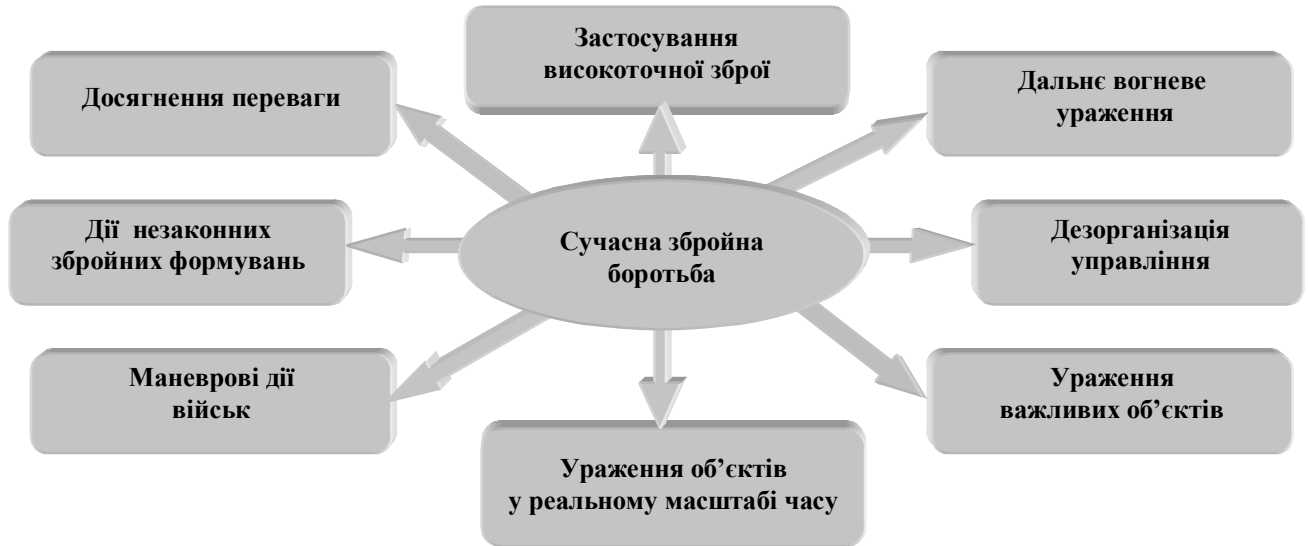 Застосування
високоточної зброї
Досягнення переваги
Дальнє вогневе
ураження
Дії незаконних
збройних формувань
Сучасна збройна
боротьба
Дезорганізація
управління
Маневрові дії
військ
Ураження
важливих об’єктів
Ураження об’єктів
у реальному масштабі часу